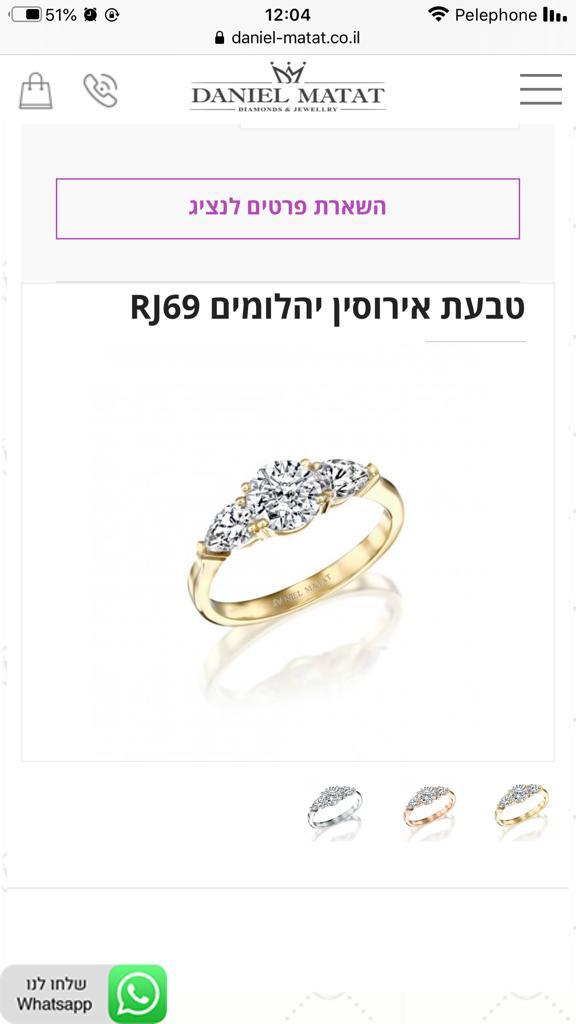 51%
12:04
Pelephone
daniel-matat.co.il
DANIEL MATAT
DIAMONDS & JEWELLRY
השארת פרטים לנציג
טבעת אירוסין יהלומים RJ69
DANIEL MATAT
שלחו לנו
Whatsapp